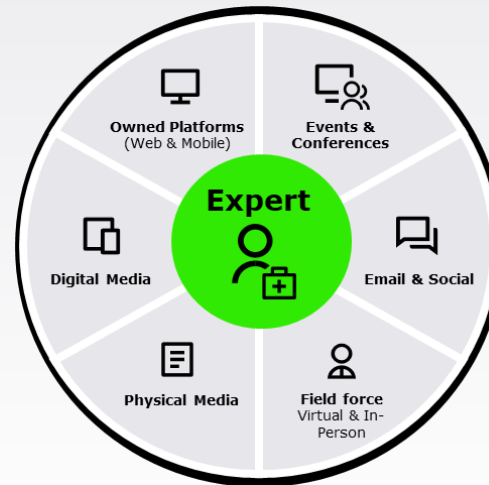 Owned Platforms
(Web & Mobile)
Events &
Conferences
Expert
Digital Media
Email & Social
Physical Media
Field force
Virtual & In-
Person